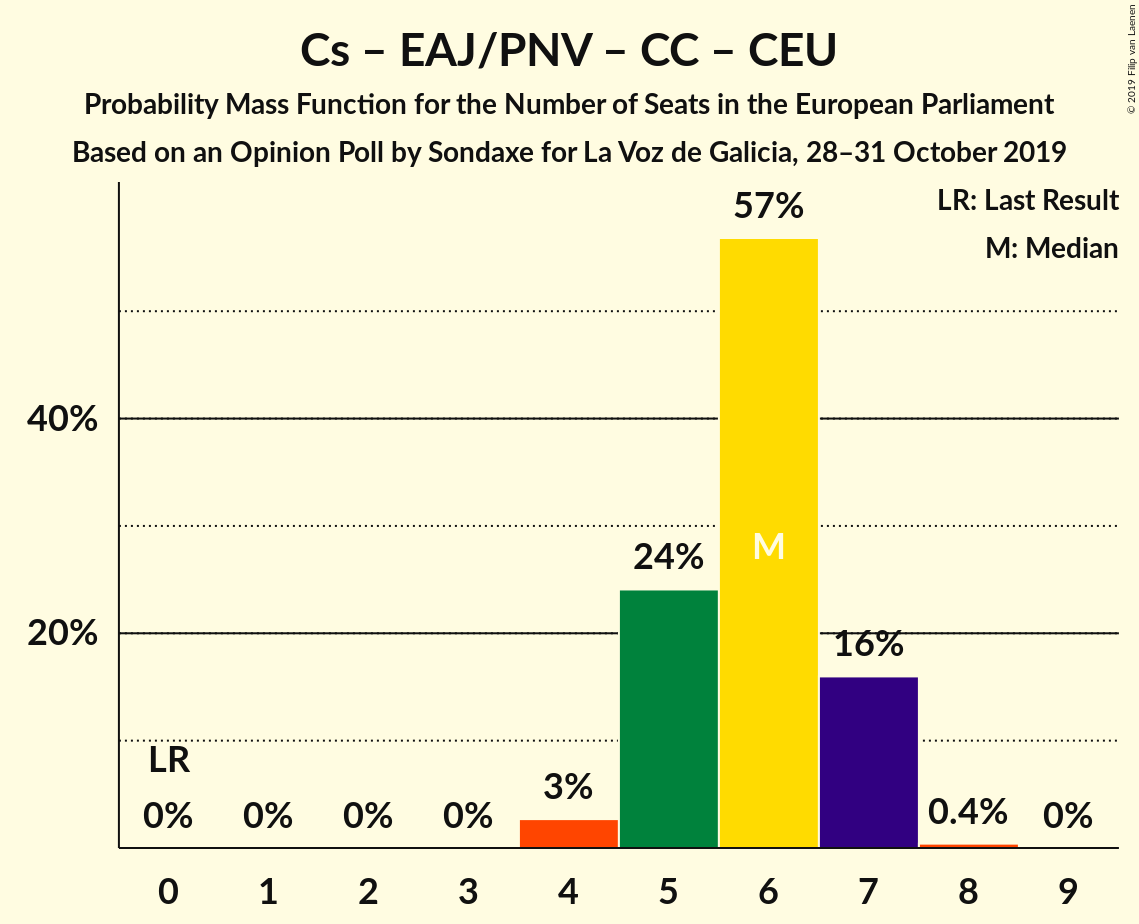 Cs – EAJ/PNV – CC – CEU
Probability Mass Function for the Number of Seats in the European Parliament
Based on an Opinion Poll by Sondaxe for La Voz de Galicia, 28–31 October 2019
© 2019 Filip van Laenen
LR: Last Result
M: Median
57%
40%
M
24%
20%
16%
LR
3%
0% 0% 0% 0% 0.4% 0%
0 1 2 3 4 5 6 7 8 9